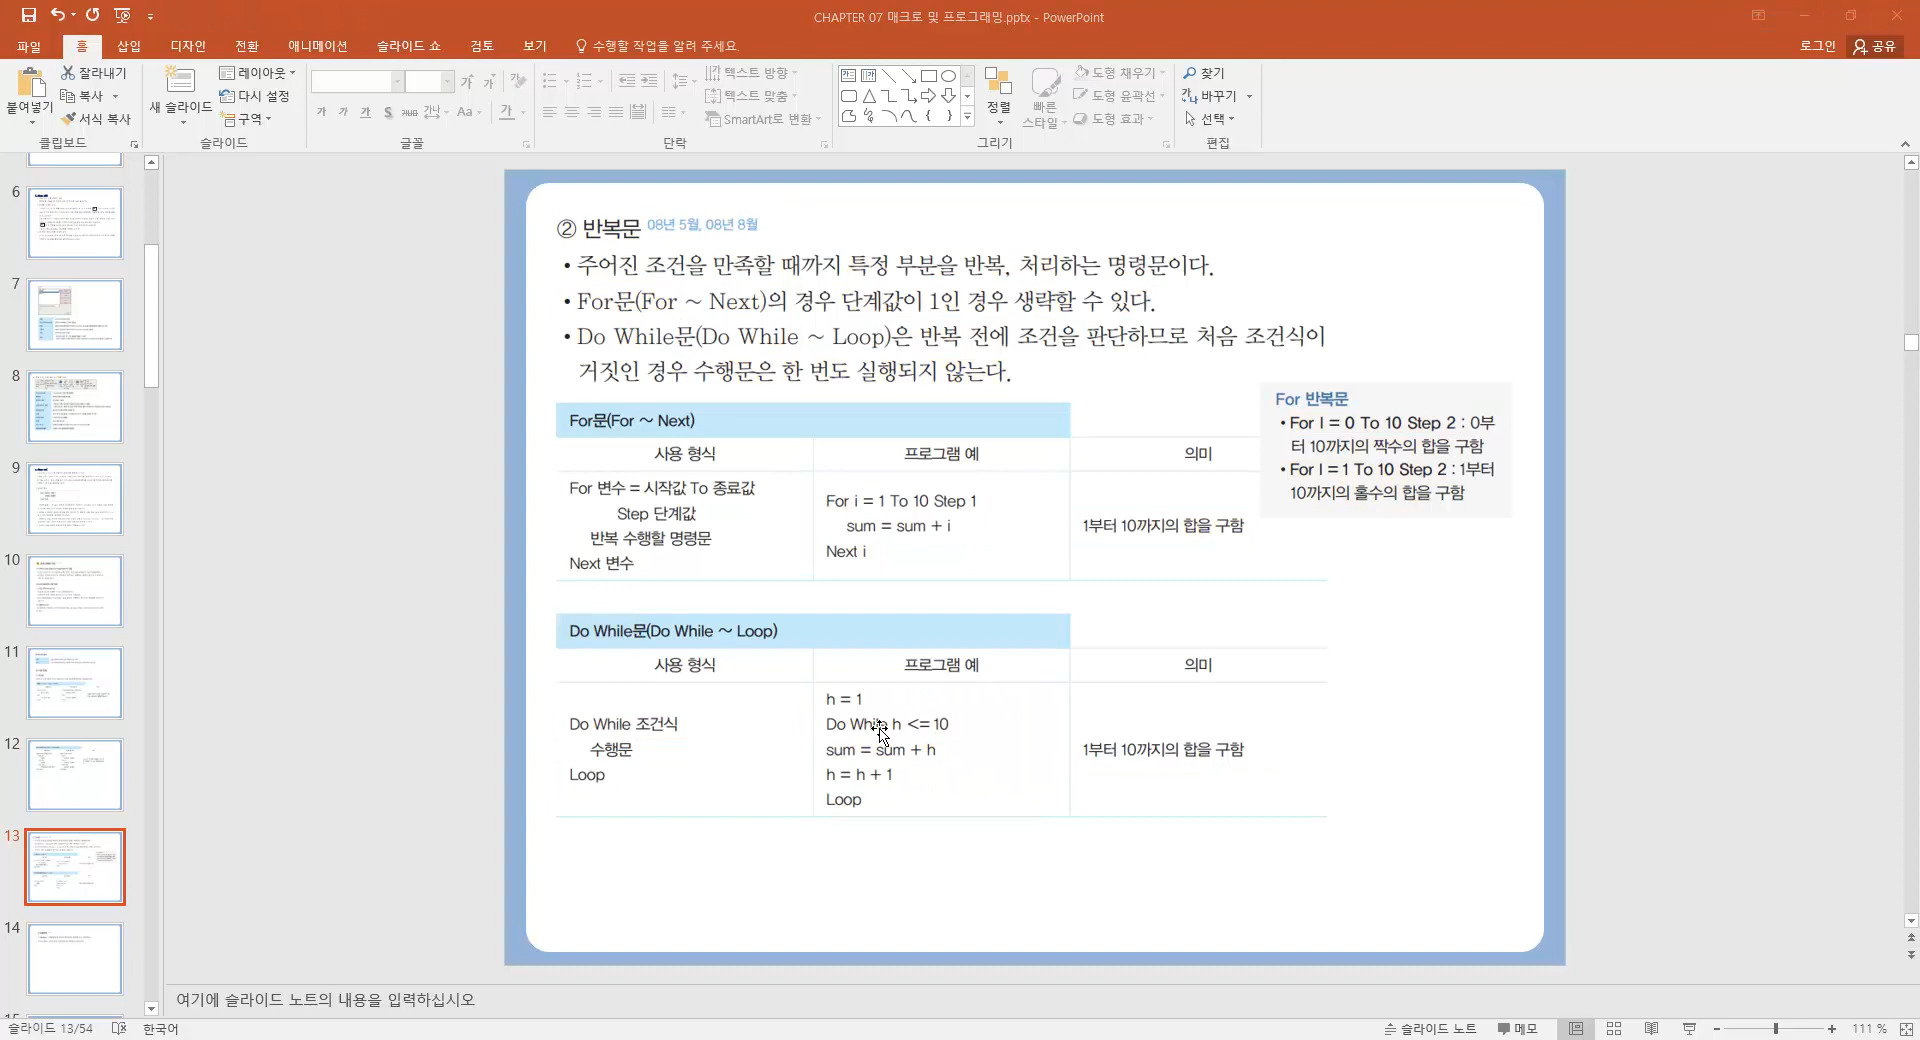 CHAPTER 07 매크로 및 프로그래밍.pptx - PowerPoint
파일
홈
삽입
디자인
전환
애니메이션
슬라이드 쇼
검토
보기
수행할 작업을 알려 주세요.
로그인
공유
붙여넣기
잘라내기
복사
서식 복사
클립보드
새 슬라이드
레이아웃
다시 설정
구역
슬라이드
글꼴
텍스트 방향
텍스트 맞춤
SmartArt로 변환
단락
정렬
빠른
스타일
도형 채우기
도형 윤곽선
도형 효과
그리기
찾기
바꾸기
선택
편집
6
7
8
9
10
11
12
13
14
② 반복문 08년 5월, 08년 8월
• 주어진 조건을 만족할 때까지 특정 부분을 반복, 처리하는 명령문이다.
• For문(For ~ Next)의 경우 단계값이 1인 경우 생략할 수 있다.
• Do While문(Do While ~ Loop)은 반복 전에 조건을 판단하므로 처음 조건식이
거짓인 경우 수행문은 한 번도 실행되지 않는다.
For 반복문
• For I = 0 To 10 Step 2 : 0부
터 10까지의 짝수의 합을 구함
• For I = 1 To 10 Step 2 : 1부터
10까지의 홀수의 합을 구함
For문(For ~ Next)
사용 형식
프로그램 예
의미
For 변수 = 시작값 To 종료값
Step 단계값
반복 수행할 명령문
Next 변수
For i = 1 To 10 Step 1
sum = sum + i
Next i
1부터 10까지의 합을 구함
Do While문(Do While ~ Loop)
사용 형식
프로그램 예
의미
Do While 조건식
수행문
Loop
h = 1
Do While h <= 10
sum = sum + h
h = h + 1
Loop
1부터 10까지의 합을 구함
여기에 슬라이드 노트의 내용을 입력하십시오
슬라이드 13/54
한국어
슬라이드 노트
메모
111 %